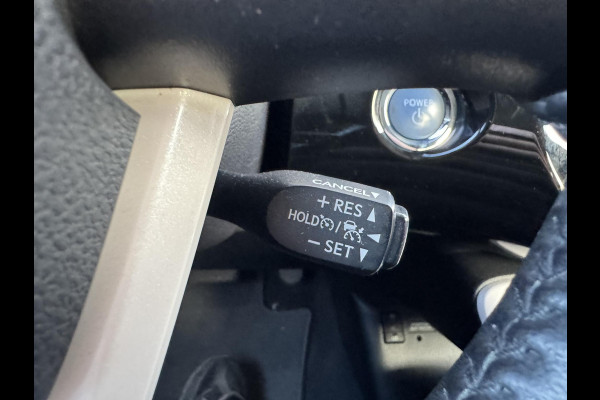 POWER
CANCEL▼
+ RES ▲
HOLD / ◀
− SET ▼